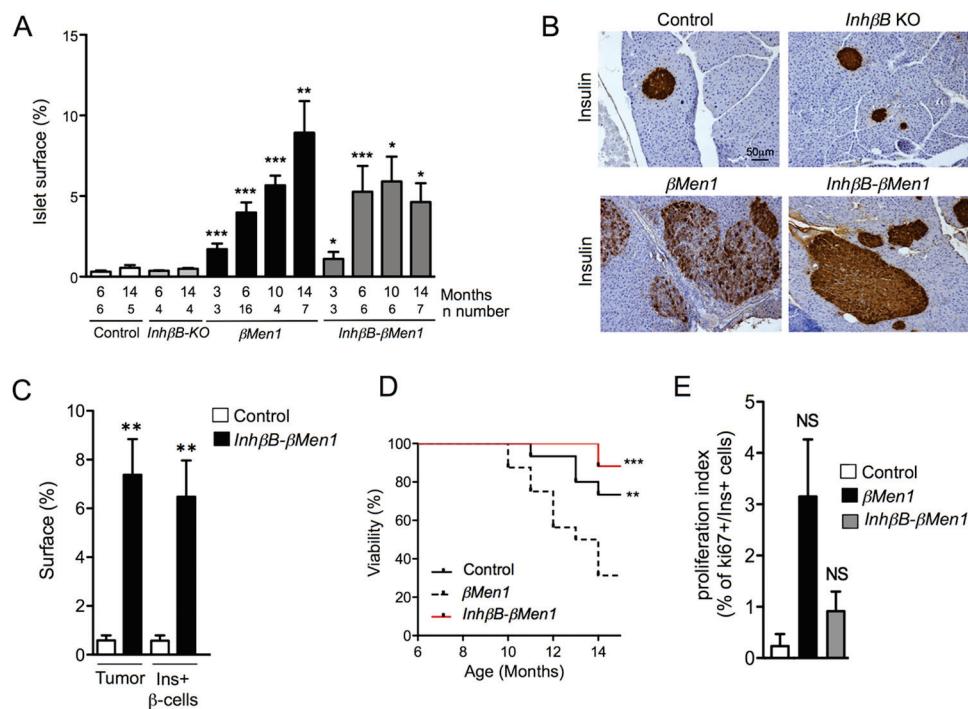 A
Islet surface (%)
15
10
5
0
*** *** *** ** * *** * *
6 14 6 14 3 6 10 14 3 6 10 14 Months
6 5 4 4 3 16 4 7 3 6 6 7 n number
Control InhβB-KO βMen1 InhβB-βMen1
B
Control InhβB KO
Insulin
50μm
βMen1 InhβB-βMen1
Insulin
C
Control
InhβB-βMen1
Surface (%)
10
8
6
4
2
0
** **
Tumor Ins+
β-cells
D
Viability (%)
100
80
60
40
20
0
***
**
Control
βMen1
InhβB-βMen1
6 8 10 12 14
Age (Months)
E
proliferation index
(% of ki67+/Ins+ cells)
5
4
3
2
1
0
NS
NS
Control
βMen1
InhβB-βMen1